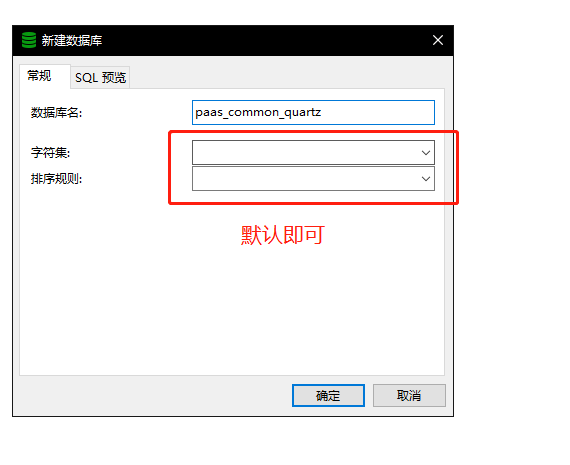 新建数据库
常规
SQL 预览
数据库名:
paas_common_quartz
字符集:
排序规则:
默认即可
确定
取消